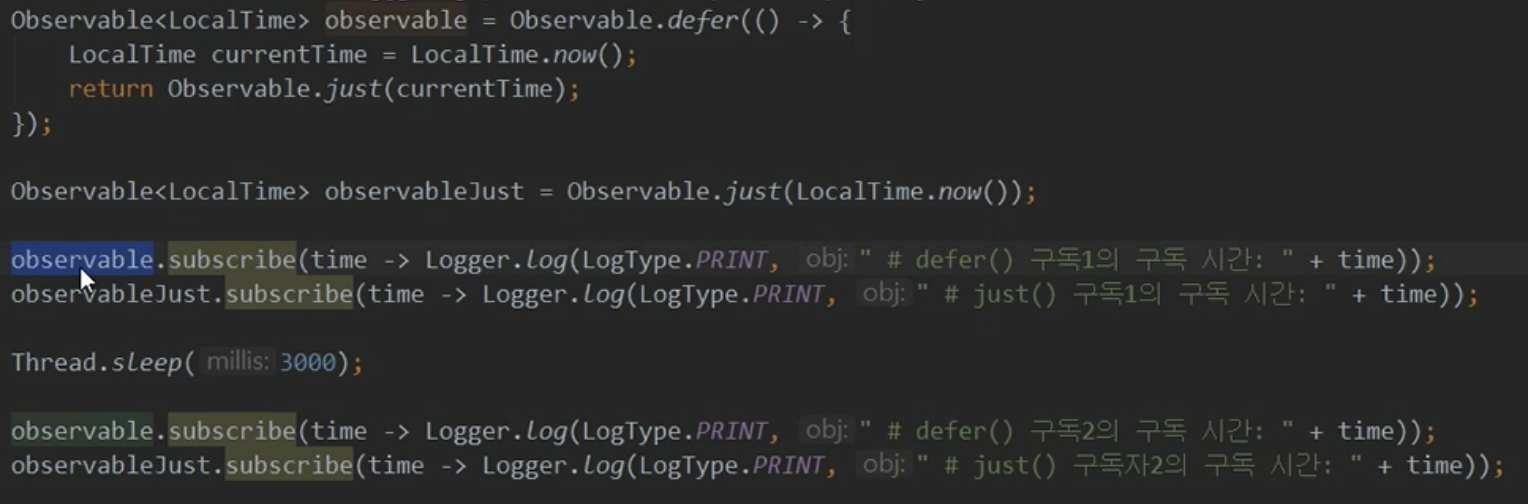 Observable<LocalTime> observable = Observable.defer(() -> {
    LocalTime currentTime = LocalTime.now();
    return Observable.just(currentTime);
});
Observable<LocalTime> observableJust = Observable.just(LocalTime.now());
observable.subscribe(time -> Logger.log(LogType.PRINT, obj: " # defer() 구독1의 구독 시간: " + time));
observableJust.subscribe(time -> Logger.log(LogType.PRINT, obj: " # just() 구독1의 구독 시간: " + time));
Thread.sleep( millis: 3000);
observable.subscribe(time -> Logger.log(LogType.PRINT, obj: " # defer() 구독2의 구독 시간: " + time));
observableJust.subscribe(time -> Logger.log(LogType.PRINT, obj: " # just() 구독자2의 구독 시간: " + time));